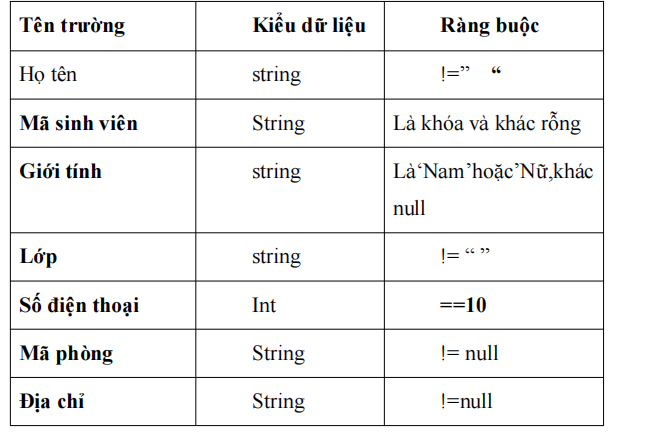 Tên trường Kiểu dữ liệu Ràng buộc
Họ tên string !=” “
Mã sinh viên String Là khóa và khác rỗng
Giới tính string Là‘Nam’hoặc’Nữ,khác
null
Lớp string != “ ”
Số điện thoại Int ==10
Mã phòng String != null
Địa chỉ String !=null